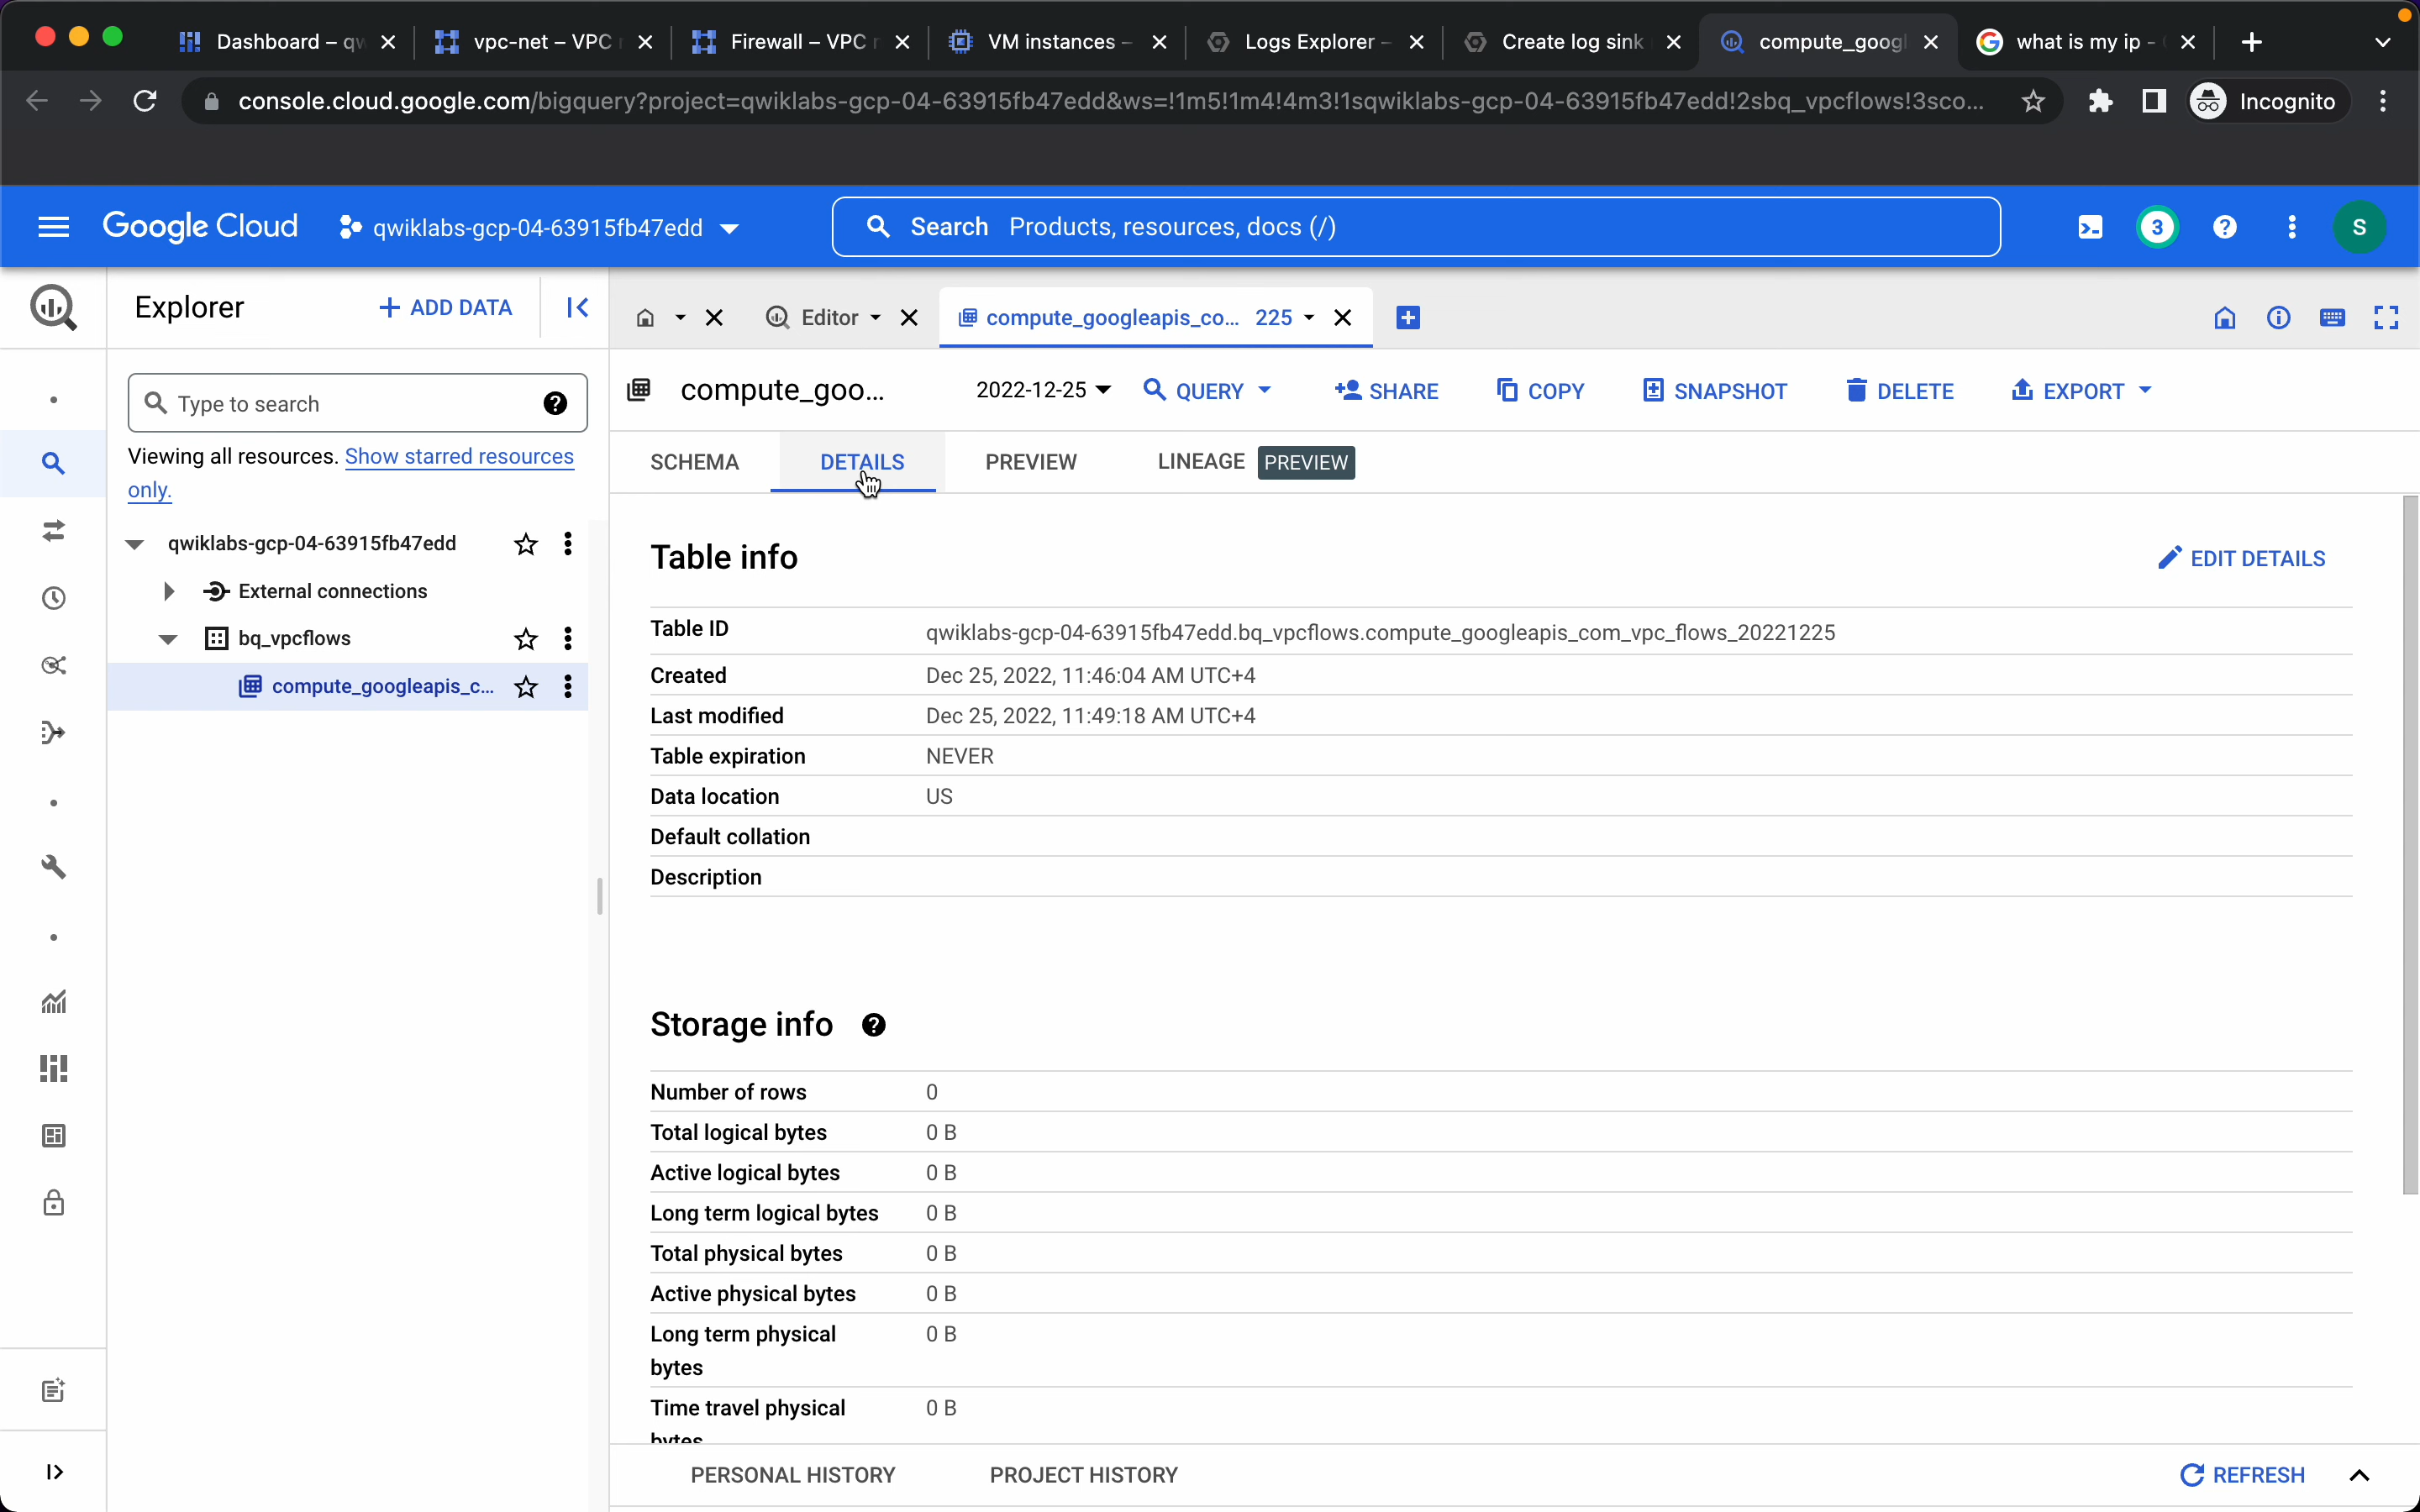 Dashboard – qw
vpc-net – VPC n
Firewall – VPC n
VM instances –
Logs Explorer –
Create log sink
compute_googl
what is my ip -
console.cloud.google.com/bigquery?project=qwiklabs-gcp-04-63915fb47edd&ws=!1m5!1m4!4m3!1sqwiklabs-gcp-04-63915fb47edd!2sbq_vpcflows!3sco...
Incognito
Google Cloud
qwiklabs-gcp-04-63915fb47edd
Search Products, resources, docs (/)
3
S
Explorer
+ ADD DATA
Editor
compute_googleapis_co... 225
Type to search
Viewing all resources. Show starred resources
only.
qwiklabs-gcp-04-63915fb47edd
External connections
bq_vpcflows
compute_googleapis_c...
compute_goo...
2022-12-25
QUERY
SHARE
COPY
SNAPSHOT
DELETE
EXPORT
SCHEMA
DETAILS
PREVIEW
LINEAGE PREVIEW
Table info
EDIT DETAILS
Table ID qwiklabs-gcp-04-63915fb47edd.bq_vpcflows.compute_googleapis_com_vpc_flows_20221225
Created Dec 25, 2022, 11:46:04 AM UTC+4
Last modified Dec 25, 2022, 11:49:18 AM UTC+4
Table expiration NEVER
Data location US
Default collation
Description
Storage info
Number of rows 0
Total logical bytes 0 B
Active logical bytes 0 B
Long term logical bytes 0 B
Total physical bytes 0 B
Active physical bytes 0 B
Long term physical 0 B
bytes
Time travel physical 0 B
bytes
PERSONAL HISTORY
PROJECT HISTORY
REFRESH